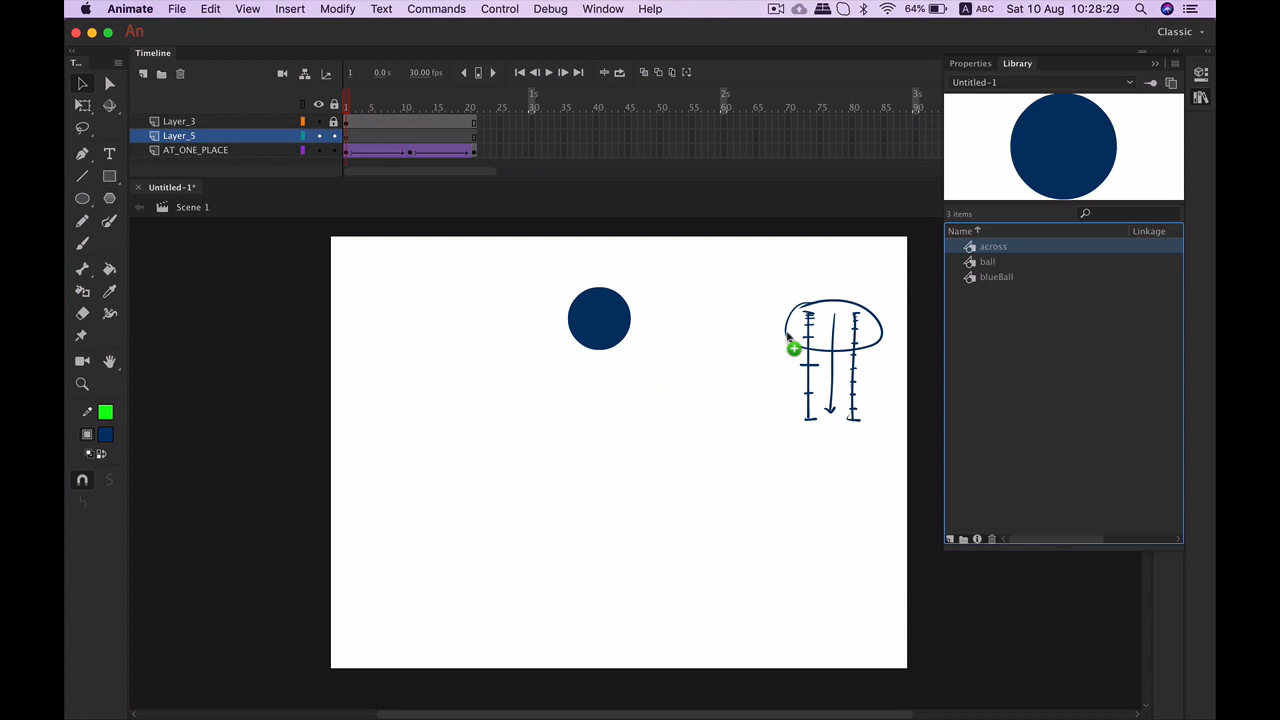 Animate File Edit View Insert Modify Text Commands Control Debug Window Help 64% A ABC Sat 10 Aug 10:28:29
An Classic
T... Timeline
Properties Library
1 0.0s 30.00 fps
Untitled-1
1s 2s 3s
1 5 10 15 20 25 30 35 40 45 50 55 60 65 70 75 80 85 90
Layer_3
Layer_5
AT_ONE_PLACE
Untitled-1*
Scene 1
3 items
Name Linkage
across
ball
blueBall
T